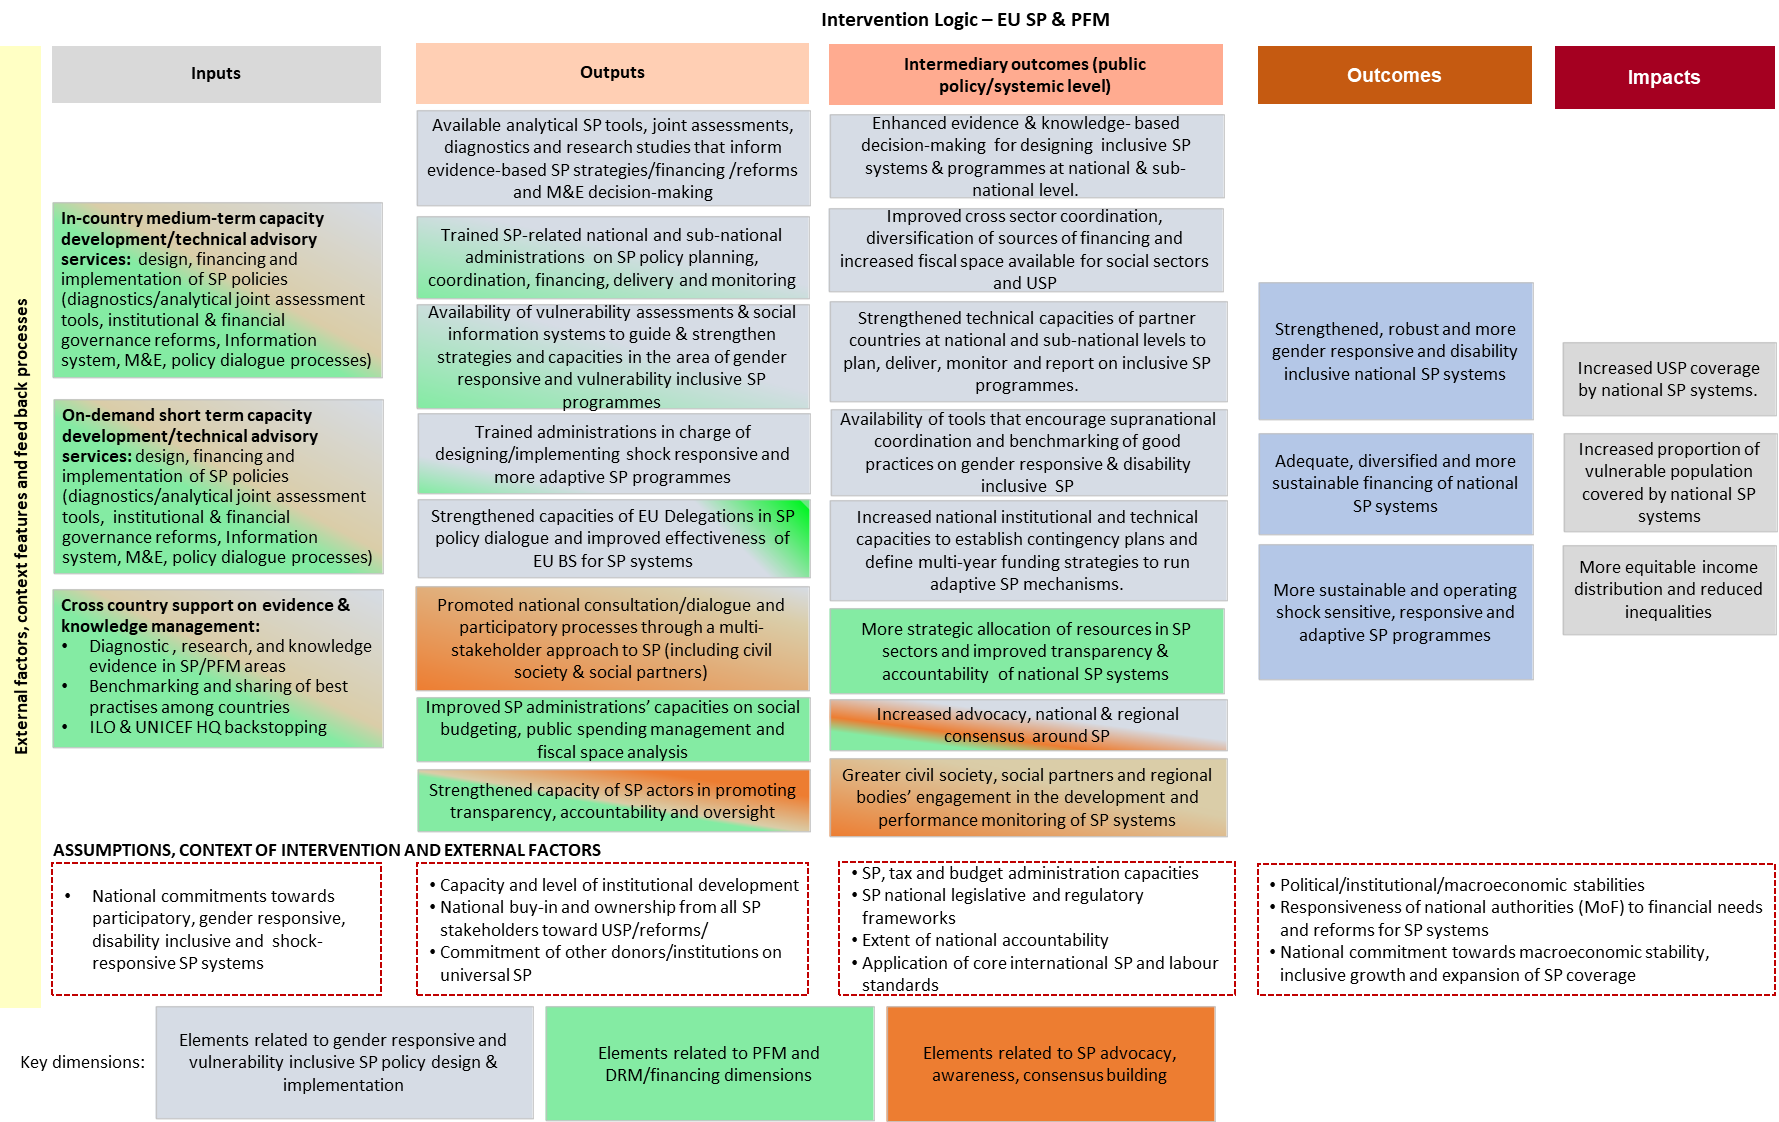 Intervention Logic – EU SP & PFM
External factors, context features and feed back processes
Inputs
In-country medium-term capacity
development/technical advisory
services: design, financing and
implementation of SP policies
(diagnostics/analytical joint assessment
tools, institutional & financial
governance reforms, Information
system, M&E, policy dialogue processes)
On-demand short term capacity
development/technical advisory
services: design, financing and
implementation of SP policies
(diagnostics/analytical joint assessment
tools, institutional & financial
governance reforms, Information
system, M&E, policy dialogue processes)
Cross country support on evidence &
knowledge management:
• Diagnostic , research, and knowledge
evidence in SP/PFM areas
• Benchmarking and sharing of best
practises among countries
• ILO & UNICEF HQ backstopping
Outputs
Available analytical SP tools, joint assessments,
diagnostics and research studies that inform
evidence-based SP strategies/financing /reforms
and M&E decision-making
Trained SP-related national and sub-national
administrations on SP policy planning,
coordination, financing, delivery and monitoring
Availability of vulnerability assessments & social
information systems to guide & strengthen
strategies and capacities in the area of gender
responsive and vulnerability inclusive SP
programmes
Trained administrations in charge of
designing/implementing shock responsive and
more adaptive SP programmes
Strengthened capacities of EU Delegations in SP
policy dialogue and improved effectiveness of
EU BS for SP systems
Promoted national consultation/dialogue and
participatory processes through a multi-
stakeholder approach to SP (including civil
society & social partners)
Improved SP administrations’ capacities on social
budgeting, public spending management and
fiscal space analysis
Strengthened capacity of SP actors in promoting
transparency, accountability and oversight
Intermediary outcomes (public
policy/systemic level)
Enhanced evidence & knowledge- based
decision-making for designing inclusive SP
systems & programmes at national & sub-
national level.
Improved cross sector coordination,
diversification of sources of financing and
increased fiscal space available for social sectors
and USP
Strengthened technical capacities of partner
countries at national and sub-national levels to
plan, deliver, monitor and report on inclusive SP
programmes.
Availability of tools that encourage supranational
coordination and benchmarking of good
practices on gender responsive & disability
inclusive SP
Increased national institutional and technical
capacities to establish contingency plans and
define multi-year funding strategies to run
adaptive SP mechanisms.
More strategic allocation of resources in SP
sectors and improved transparency &
accountability of national SP systems
Increased advocacy, national & regional
consensus around SP
Greater civil society, social partners and regional
bodies’ engagement in the development and
performance monitoring of SP systems
Outcomes
Strengthened, robust and more
gender responsive and disability
inclusive national SP systems
Adequate, diversified and more
sustainable financing of national
SP systems
More sustainable and operating
shock sensitive, responsive and
adaptive SP programmes
Impacts
Increased USP coverage
by national SP systems.
Increased proportion of
vulnerable population
covered by national SP
systems
More equitable income
distribution and reduced
inequalities
ASSUMPTIONS, CONTEXT OF INTERVENTION AND EXTERNAL FACTORS
• National commitments towards
participatory, gender responsive,
disability inclusive and shock-
responsive SP systems
• Capacity and level of institutional development
• National buy-in and ownership from all SP
stakeholders toward USP/reforms/
• Commitment of other donors/institutions on
universal SP
• SP, tax and budget administration capacities
• SP national legislative and regulatory
frameworks
• Extent of national accountability
• Application of core international SP and labour
standards
• Political/institutional/macroeconomic stabilities
• Responsiveness of national authorities (MoF) to financial needs
and reforms for SP systems
• National commitment towards macroeconomic stability,
inclusive growth and expansion of SP coverage
Key dimensions:
Elements related to gender responsive and
vulnerability inclusive SP policy design &
implementation
Elements related to PFM and
DRM/financing dimensions
Elements related to SP advocacy,
awareness, consensus building